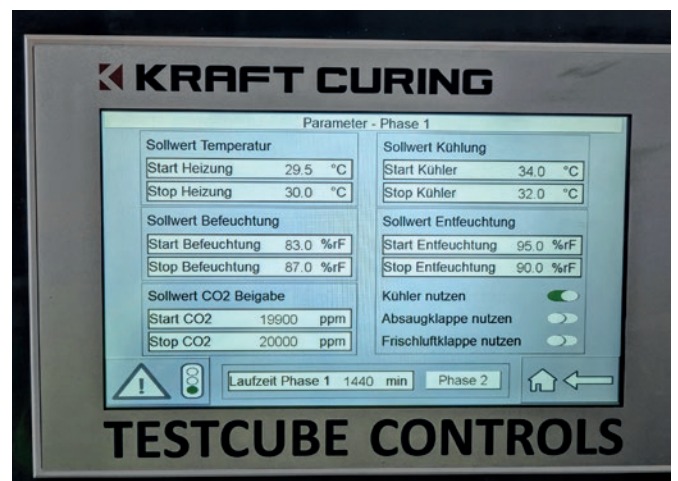 KRAFT CURING
Parameter - Phase 1
Sollwert Temperatur
Start Heizung 29.5 °C
Stop Heizung 30.0 °C
Sollwert Kühlung
Start Kühler 34.0 °C
Stop Kühler 32.0 °C
Sollwert Befeuchtung
Start Befeuchtung 83.0 %rF
Stop Befeuchtung 87.0 %rF
Sollwert Entfeuchtung
Start Entfeuchtung 95.0 %rF
Stop Entfeuchtung 90.0 %rF
Sollwert CO2 Beigabe
Start CO2 19900 ppm
Stop CO2 20000 ppm
Kühler nutzen
Absaugklappe nutzen
Frischluftklappe nutzen
Laufzeit Phase 1 1440 min
Phase 2
TESTCUBE CONTROLS